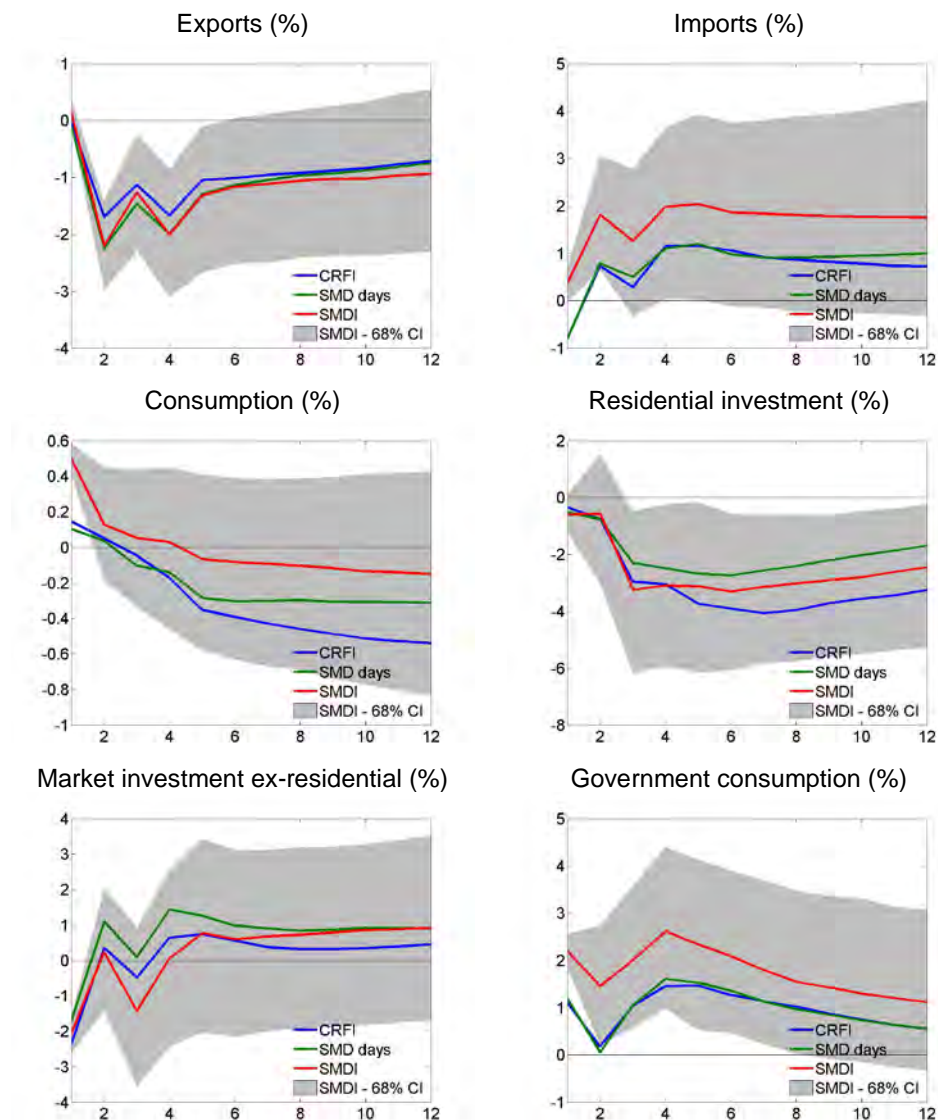 Exports (%)
1
0
-1
-2
-3
-4
2 4 6 8 10 12
CRFI
SMD days
SMDI
SMDI - 68% CI
Imports (%)
5
4
3
2
1
0
-1
2 4 6 8 10 12
CRFI
SMD days
SMDI
SMDI - 68% CI
Consumption (%)
0.6
0.4
0.2
0
-0.2
-0.4
-0.6
-0.8
-1
2 4 6 8 10 12
CRFI
SMD days
SMDI
SMDI - 68% CI
Residential investment (%)
2
0
-2
-4
-6
-8
2 4 6 8 10 12
CRFI
SMD days
SMDI
SMDI - 68% CI
Market investment ex-residential (%)
4
3
2
1
0
-1
-2
-3
-4
2 4 6 8 10 12
CRFI
SMD days
SMDI
SMDI - 68% CI
Government consumption (%)
5
4
3
2
1
0
-1
2 4 6 8 10 12
CRFI
SMD days
SMDI
SMDI - 68% CI